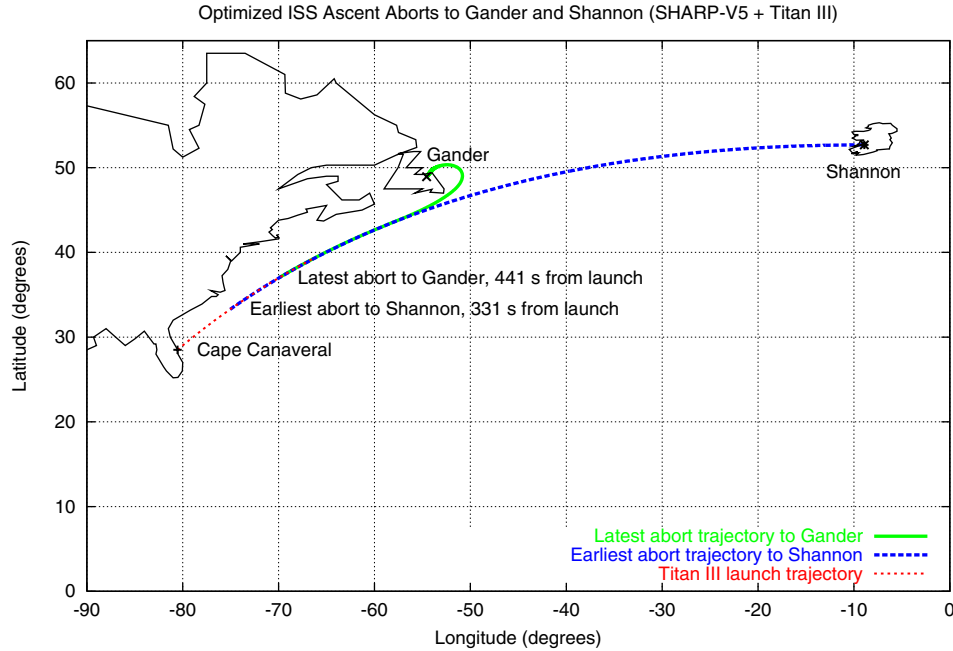 Optimized ISS Ascent Aborts to Gander and Shannon (SHARP-V5 + Titan III)
60
50
40
30
20
10
0
Latitude (degrees)
Gander
Shannon
Latest abort to Gander, 441 s from launch
Earliest abort to Shannon, 331 s from launch
Cape Canaveral
Latest abort trajectory to Gander
Earliest abort trajectory to Shannon
Titan III launch trajectory
-90 -80 -70 -60 -50 -40 -30 -20 -10 0
Longitude (degrees)